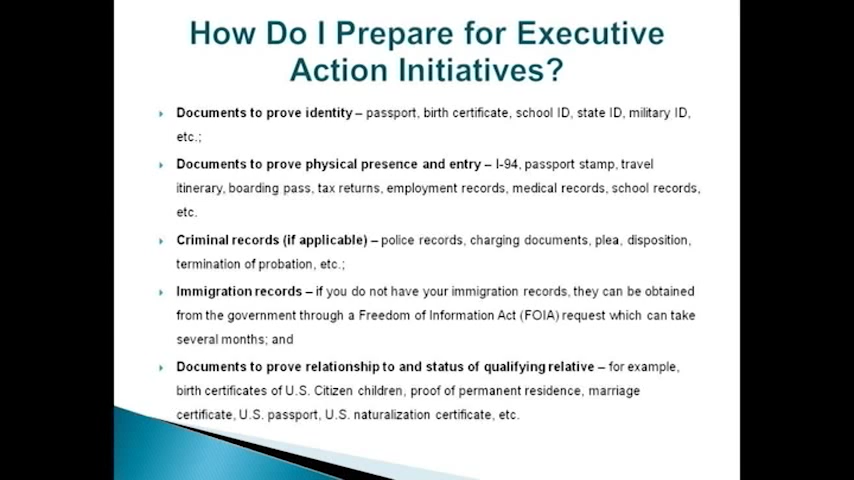 How Do I Prepare for Executive
Action Initiatives?
Documents to prove identity – passport, birth certificate, school ID, state ID, military ID,
etc.;
Documents to prove physical presence and entry – I-94, passport stamp, travel
itinerary, boarding pass, tax returns, employment records, medical records, school records,
etc.
Criminal records (if applicable) – police records, charging documents, plea, disposition,
termination of probation, etc.;
Immigration records – if you do not have your immigration records, they can be obtained
from the government through a Freedom of Information Act (FOIA) request which can take
several months; and
Documents to prove relationship to and status of qualifying relative – for example,
birth certificates of U.S. Citizen children, proof of permanent residence, marriage
certificate, U.S. passport, U.S. naturalization certificate, etc.